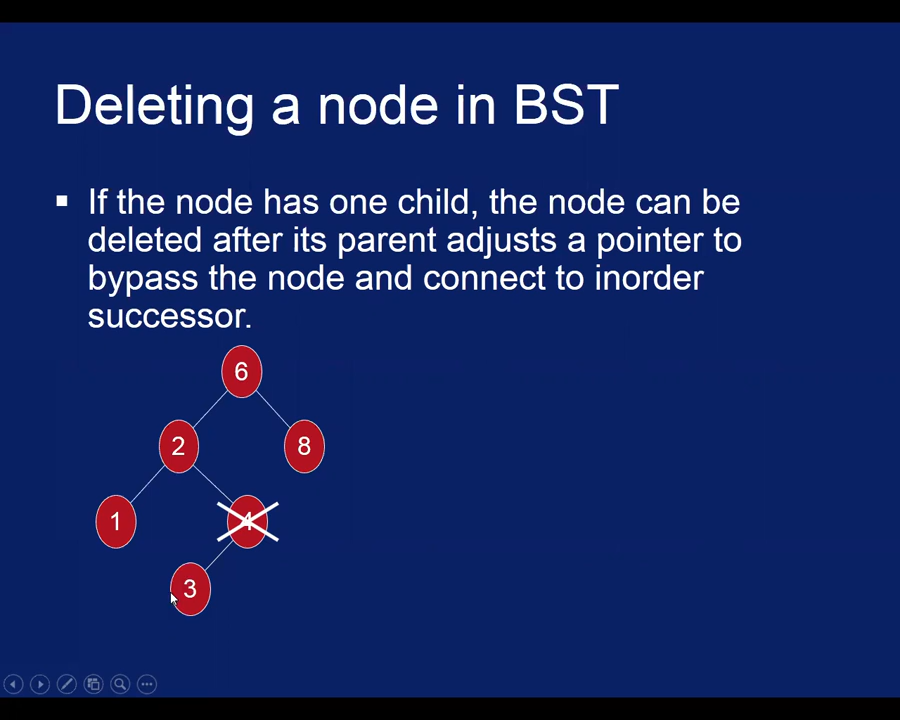 Deleting a node in BST
▪ If the node has one child, the node can be
deleted after its parent adjusts a pointer to
bypass the node and connect to inorder
successor.
6
2 8
1 4
3